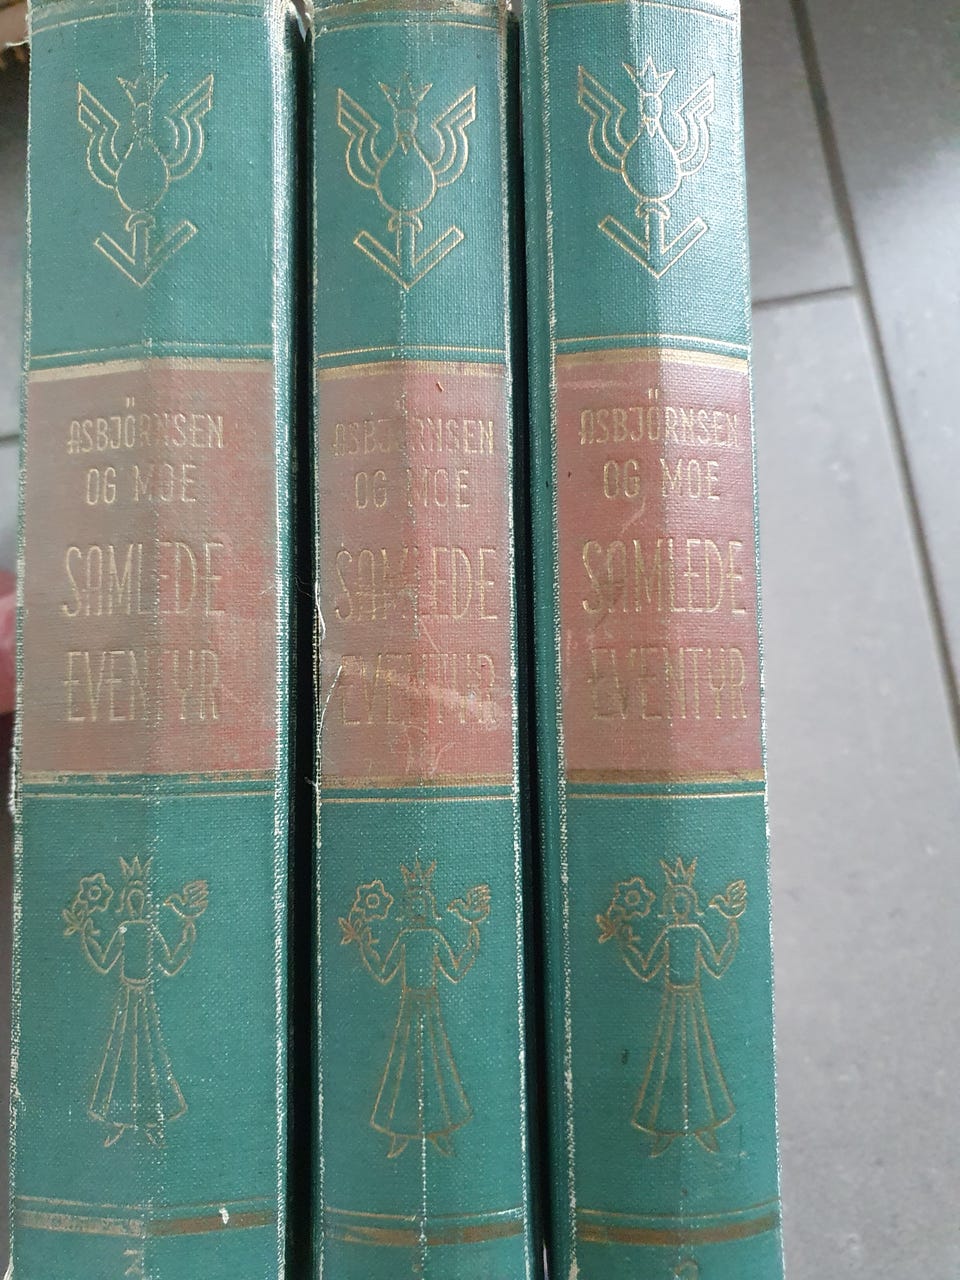 ASBJÖRNSEN
OG MOE
SAMLEDE
EVENTYR
ASBJÖRNSEN
OG MOE
SAMLEDE
EVENTYR
ASBJÖRNSEN
OG MOE
SAMLEDE
EVENTYR